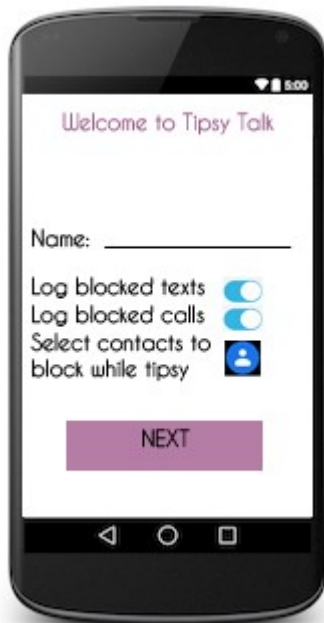 5:00
Welcome to Tipsy Talk
Name:
Log blocked texts
Log blocked calls
Select contacts to
block while tipsy
NEXT